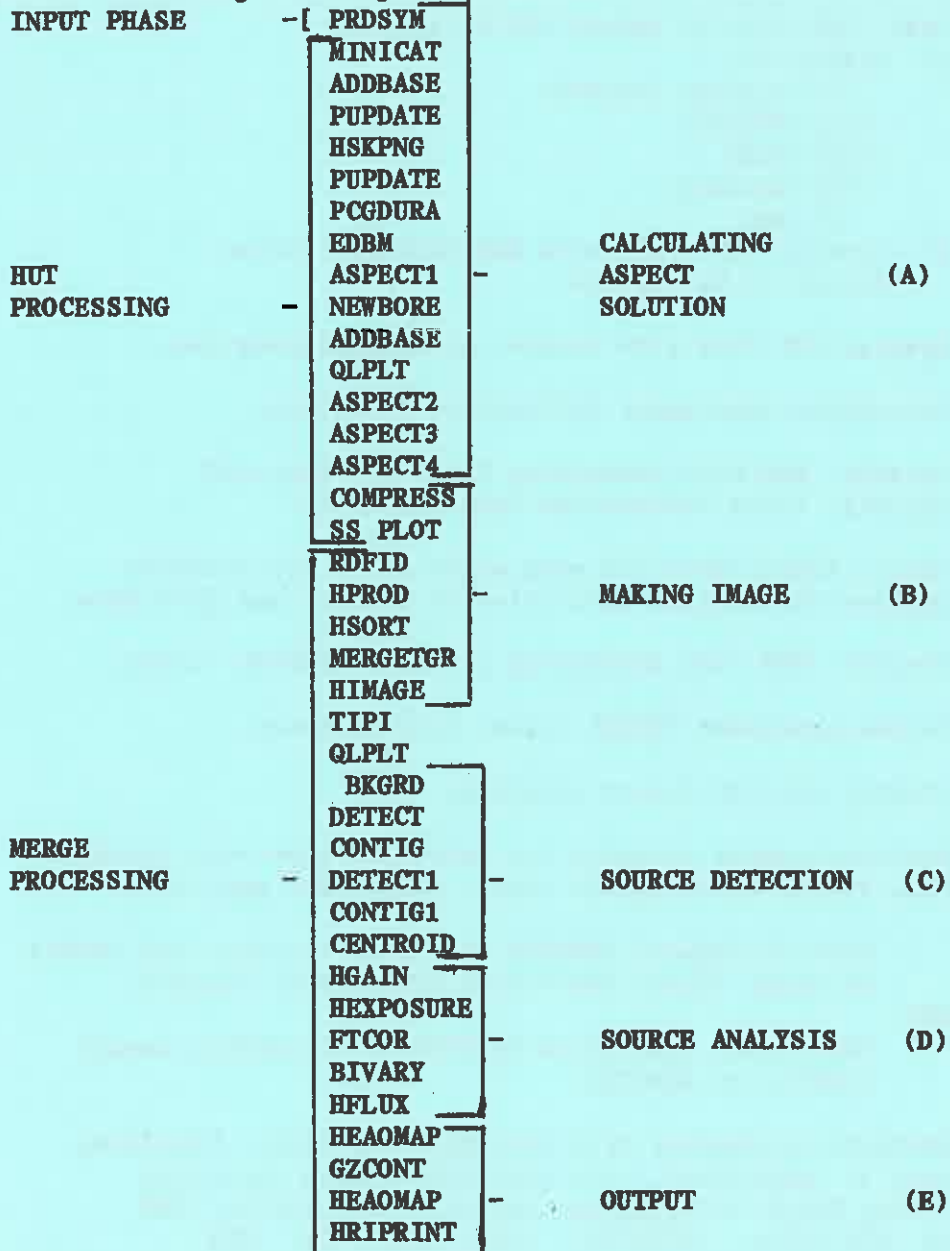 INPUT PHASE -[ PRDSYM
MINICAT
ADDBASE
PUPDATE
HSKPNG
PUPDATE
PCGDURA
EDBM CALCULATING
HUT ASPECT1 - ASPECT (A)
PROCESSING - NEWBORE SOLUTION
ADDBASE
QLPLT
ASPECT2
ASPECT3
ASPECT4
COMPRESS
SS PLOT
RDFID
HPROD - MAKING IMAGE (B)
HSORT
MERGETGR
HIMAGE
TIPI
QLPLT
BKGRD
DETECT
MERGE CONTIG
PROCESSING - DETECT1 - SOURCE DETECTION (C)
CONTIG1
CENTROID
HGAIN
HEXPOSURE
FTCOR - SOURCE ANALYSIS (D)
BIVARY
HFLUX
HEAOMAP
GZCONT
HEAOMAP - OUTPUT (E)
HRIPRINT